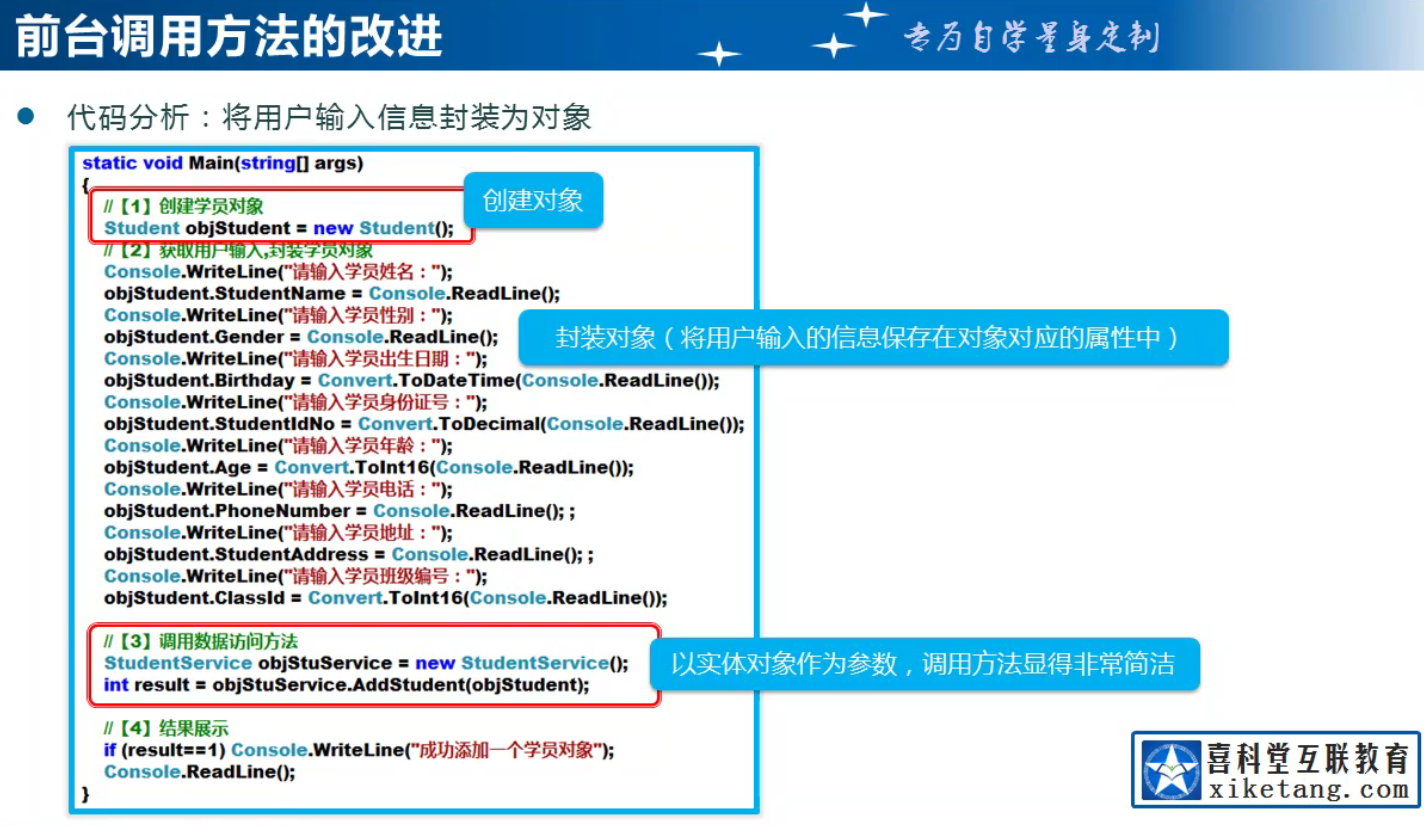 前台调用方法的改进
专为自学量身定制
代码分析：将用户输入信息封装为对象
static void Main(string[] args)
{
//【1】创建学员对象
创建对象
Student objStudent = new Student();
//【2】获取用户输入,封装学员对象
Console.WriteLine("请输入学员姓名：");
objStudent.StudentName = Console.ReadLine();
Console.WriteLine("请输入学员性别：");
objStudent.Gender = Console.ReadLine();
封装对象（将用户输入的信息保存在对象对应的属性中）
Console.WriteLine("请输入学员出生日期：");
objStudent.Birthday = Convert.ToDateTime(Console.ReadLine());
Console.WriteLine("请输入学员身份证号：");
objStudent.StudentIdNo = Convert.ToDecimal(Console.ReadLine());
Console.WriteLine("请输入学员年龄：");
objStudent.Age = Convert.ToInt16(Console.ReadLine());
Console.WriteLine("请输入学员电话：");
objStudent.PhoneNumber = Console.ReadLine(); ;
Console.WriteLine("请输入学员地址：");
objStudent.StudentAddress = Console.ReadLine(); ;
Console.WriteLine("请输入学员班级编号：");
objStudent.ClassId = Convert.ToInt16(Console.ReadLine());
//【3】调用数据访问方法
StudentService objStuService = new StudentService();
以实体对象作为参数，调用方法显得非常简洁
int result = objStuService.AddStudent(objStudent);
//【4】结果展示
if (result==1) Console.WriteLine("成功添加一个学员对象");
Console.ReadLine();
}
喜科堂互联教育
xiketang.com